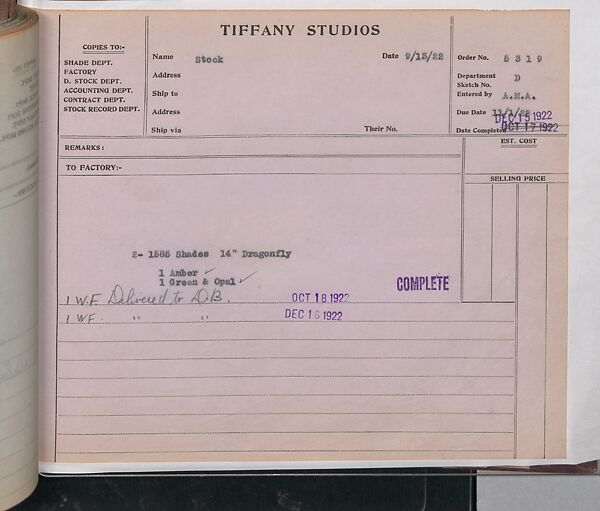 TIFFANY STUDIOS
COPIES TO:-
SHADE DEPT.
FACTORY
D. STOCK DEPT.
ACCOUNTING DEPT.
CONTRACT DEPT.
STOCK RECORD DEPT.
Name Stock
Date 9/13/22
Address
Ship to
Address
Ship via
Their No.
Order No. 5319
Department D
Sketch No.
Entered by A.M.A.
Due Date 11/1/22
DEC 15 1922
Date Completed OCT 17 1922
REMARKS:
EST. COST
TO FACTORY:-
SELLING PRICE
2- 1585 Shades 14" Dragonfly
1 Amber ✓
1 Green & Opal ✓
COMPLETE
1 W.F. Delivered to D.B. OCT 18 1922
1 W.F. " " DEC 16 1922